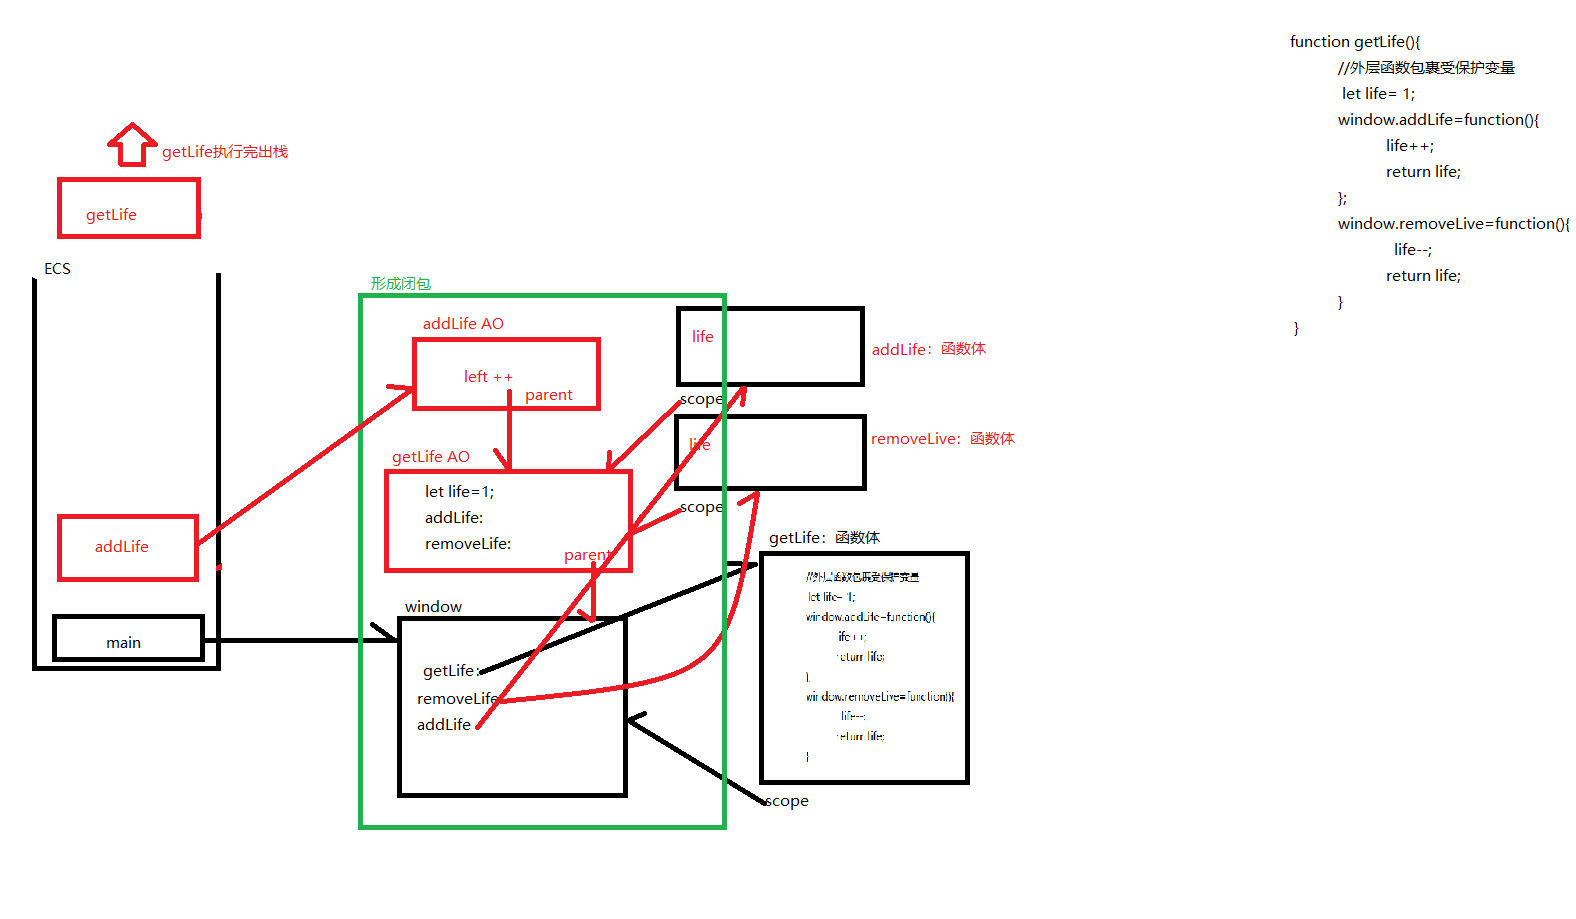 getLife执行完出栈
getLife
ECS
addLife
main
形成闭包
addLife AO
left ++
parent
getLife AO
let life=1;
addLife:
removeLife:
parent
window
getLife:
removeLife
addLife
life
addLife：函数体
scope
life
removeLive：函数体
scope
getLife：函数体
//外层函数包裹受保护变量
let life= 1;
window.addLife=function(){
life++;
return life;
};
window.removeLive=function(){
life--;
return life;
}
scope
function getLife(){
//外层函数包裹受保护变量
let life= 1;
window.addLife=function(){
life++;
return life;
};
window.removeLive=function(){
life--;
return life;
}
}